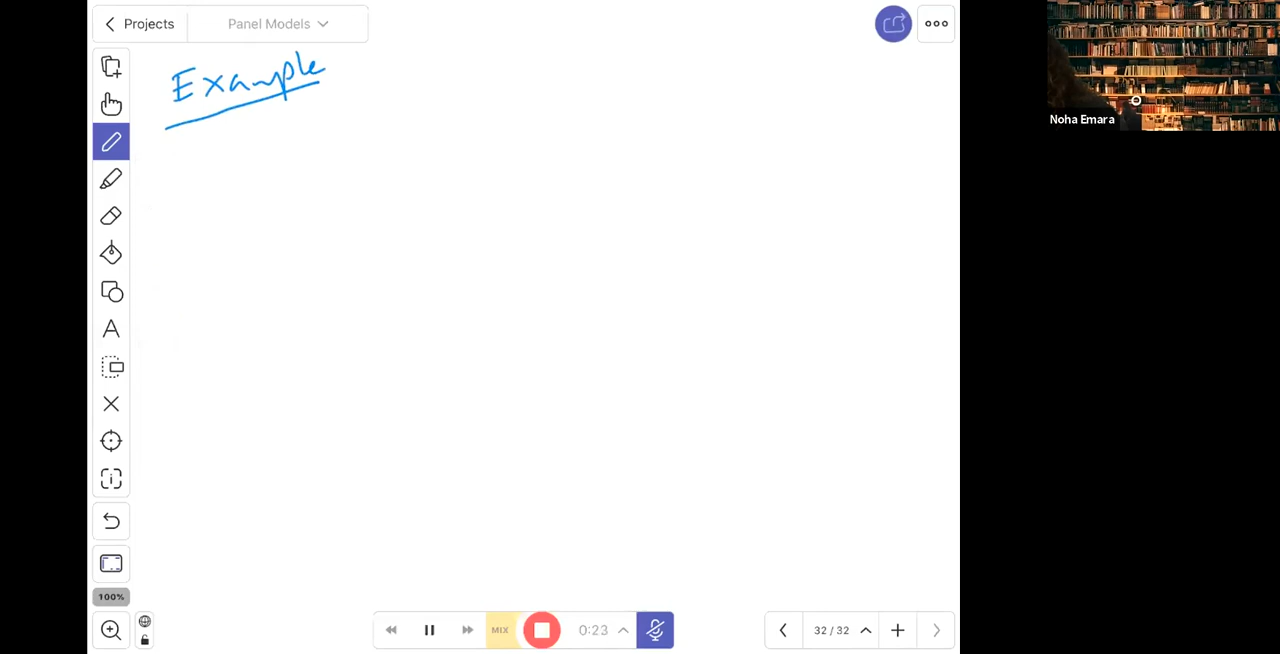 Projects
Panel Models
Example
Noha Emara
A
100%
MIX
0:23
32 / 32